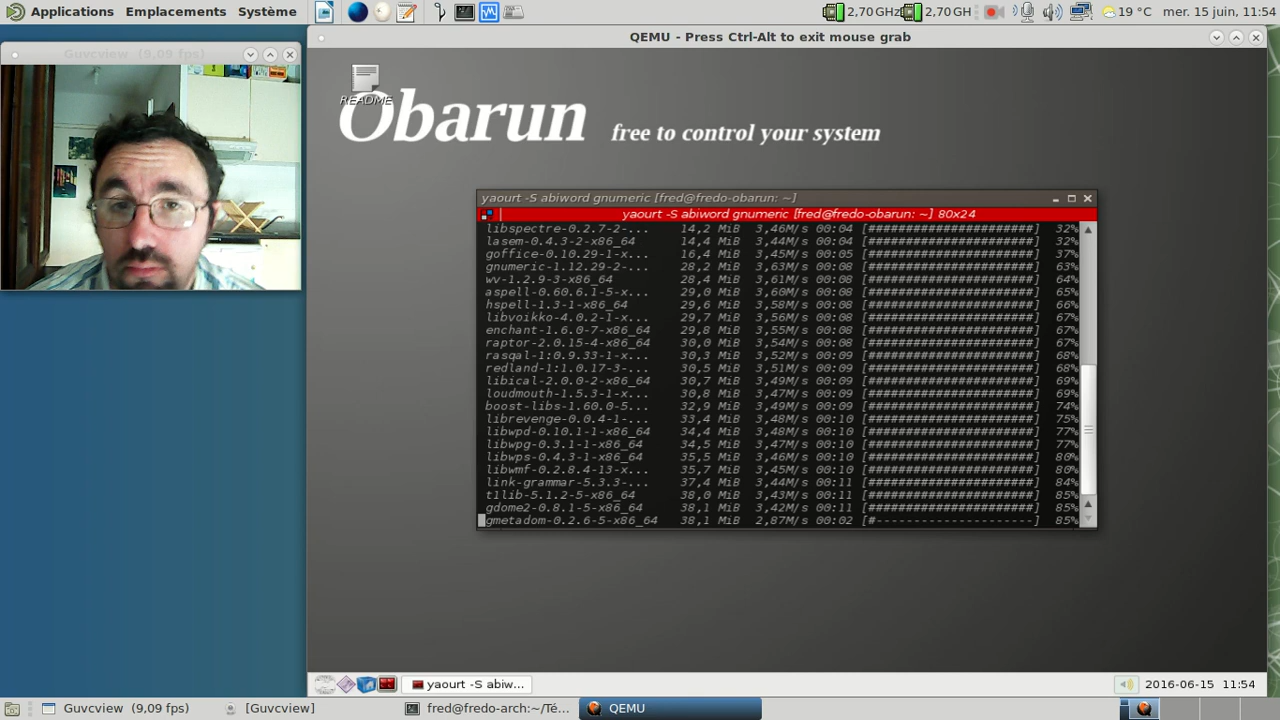 Applications Emplacements Système
2,70 GHz 2,70 GH 19 °C mer. 15 juin, 11:54
Guvcview (9,09 fps)
QEMU - Press Ctrl-Alt to exit mouse grab
README
Obarun free to control your system
yaourt -S abiword gnumeric [fred@fredo-obarun: ~]
yaourt -S abiword gnumeric [fred@fredo-obarun: ~] 80x24
libspectre-0.2.7-2-... 14,2 MiB 3,46M/s 00:04 [######################] 32%
lasem-0.4.3-2-x86_64 14,4 MiB 3,44M/s 00:04 [######################] 32%
goffice-0.10.29-1-x... 16,4 MiB 3,45M/s 00:05 [######################] 37%
gnumeric-1.12.29-2-... 28,2 MiB 3,63M/s 00:08 [######################] 63%
wv-1.2.9-3-x86_64 28,4 MiB 3,61M/s 00:08 [######################] 64%
aspell-0.60.6.1-5-x... 29,0 MiB 3,60M/s 00:08 [######################] 65%
hspell-1.3-1-x86_64 29,6 MiB 3,58M/s 00:08 [######################] 66%
libvoikko-4.0.2-1-x... 29,7 MiB 3,56M/s 00:08 [######################] 67%
enchant-1.6.0-7-x86_64 29,8 MiB 3,55M/s 00:08 [######################] 67%
raptor-2.0.15-4-x86_64 30,0 MiB 3,54M/s 00:08 [######################] 67%
rasqal-1:0.9.33-1-x... 30,3 MiB 3,52M/s 00:09 [######################] 68%
redland-1:1.0.17-3-... 30,5 MiB 3,51M/s 00:09 [######################] 68%
libical-2.0.0-2-x86_64 30,7 MiB 3,49M/s 00:09 [######################] 69%
loudmouth-1.5.3-1-x... 30,8 MiB 3,47M/s 00:09 [######################] 69%
boost-libs-1.60.0-5... 32,9 MiB 3,49M/s 00:09 [######################] 74%
librevenge-0.0.4-1-... 33,4 MiB 3,48M/s 00:10 [######################] 75%
libwpd-0.10.1-1-x86_64 34,4 MiB 3,48M/s 00:10 [######################] 77%
libwpg-0.3.1-1-x86_64 34,5 MiB 3,47M/s 00:10 [######################] 77%
libwps-0.4.3-1-x86_64 35,5 MiB 3,46M/s 00:10 [######################] 80%
libwmf-0.2.8.4-13-x... 35,7 MiB 3,45M/s 00:10 [######################] 80%
link-grammar-5.3.3-... 37,4 MiB 3,44M/s 00:11 [######################] 84%
t1lib-5.1.2-5-x86_64 38,0 MiB 3,43M/s 00:11 [######################] 85%
gdome2-0.8.1-5-x86_64 38,1 MiB 3,42M/s 00:11 [######################] 85%
gmetadom-0.2.6-5-x86_64 38,1 MiB 2,87M/s 00:02 [#---------------------] 85%
yaourt -S abiw... 2016-06-15 11:54
Guvcview (9,09 fps) [Guvcview] fred@fredo-arch:~/Té... QEMU